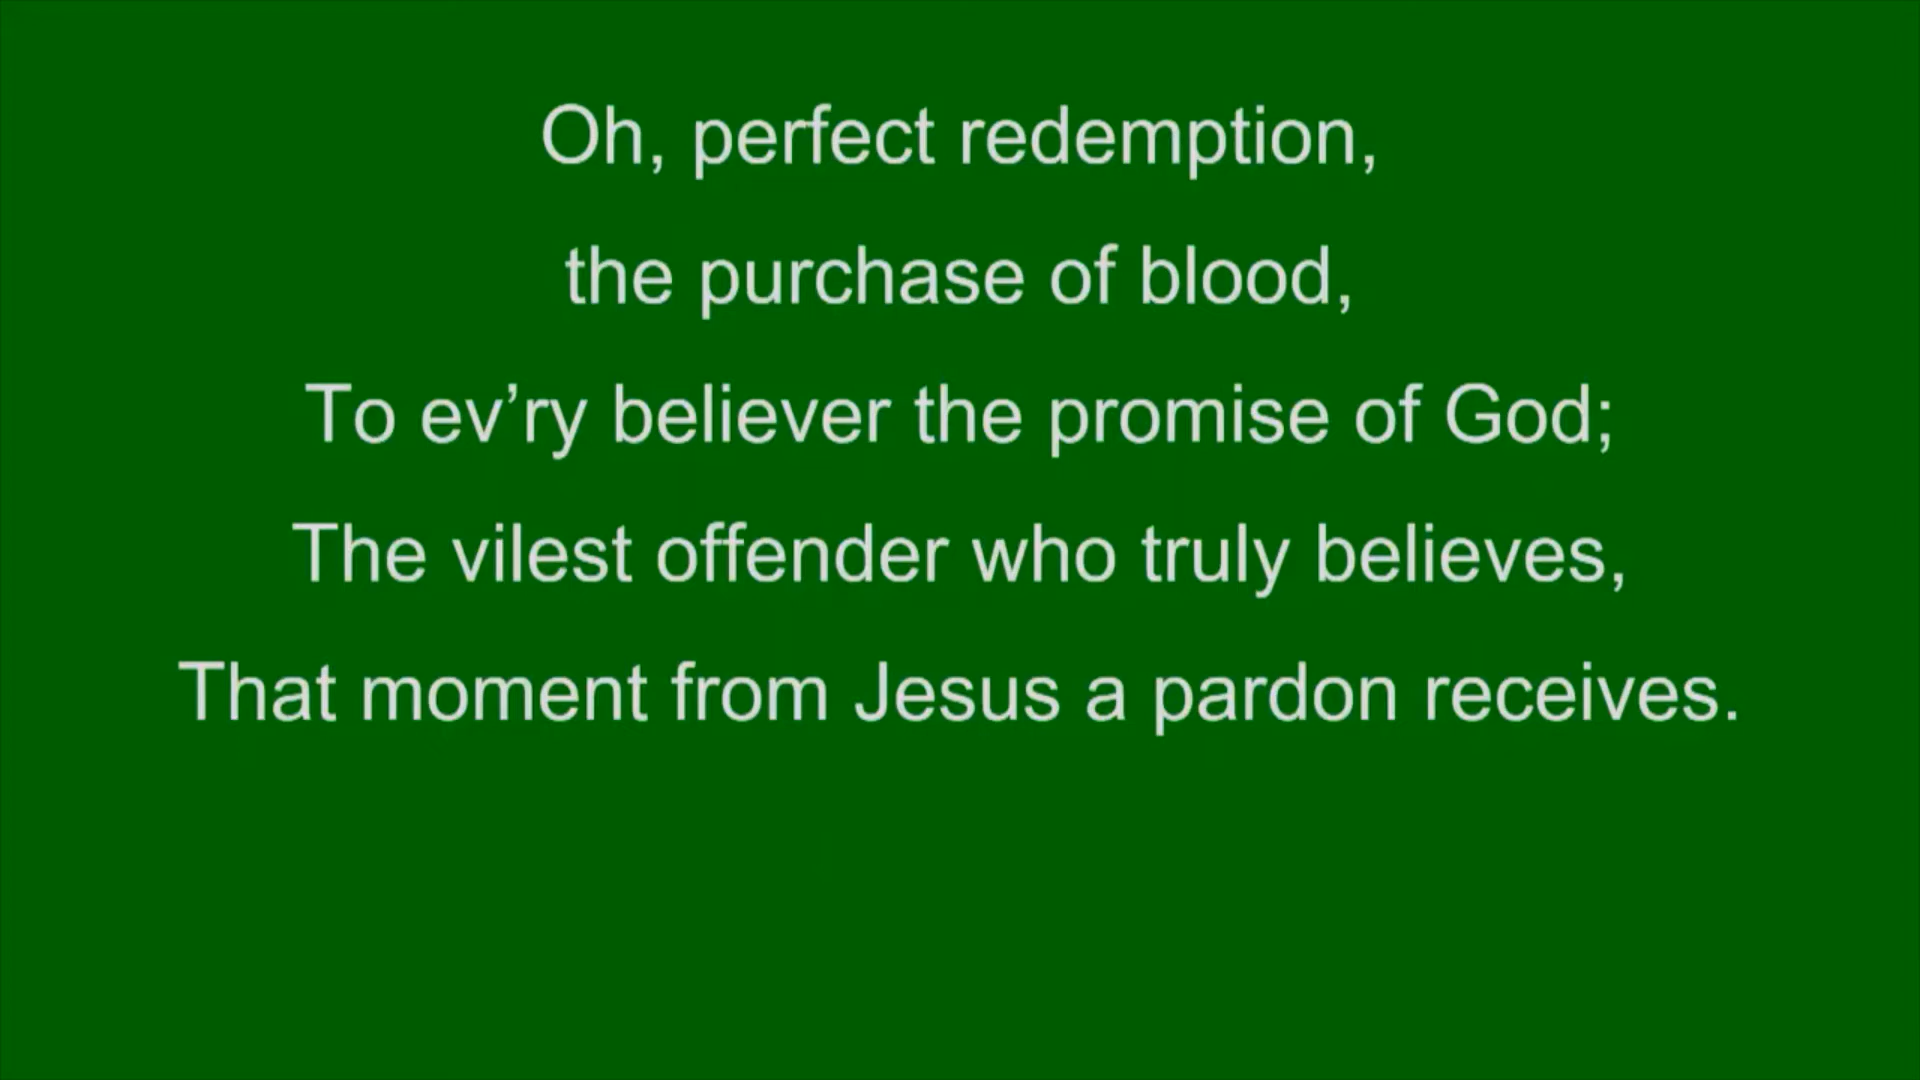 Oh, perfect redemption,
the purchase of blood,
To ev’ry believer the promise of God;
The vilest offender who truly believes,
That moment from Jesus a pardon receives.